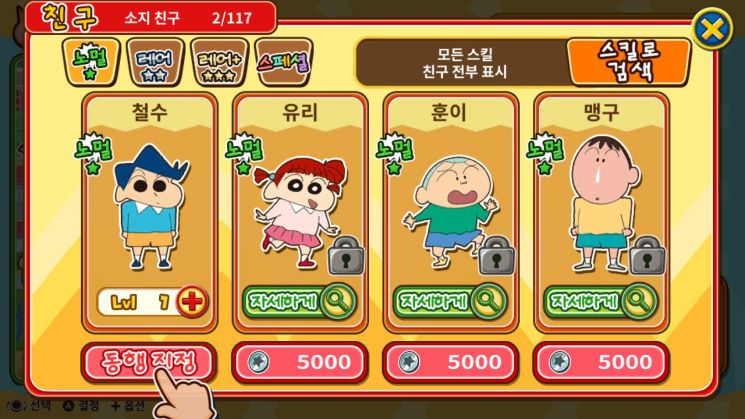 친구
소지 친구 2/117
노멀
레어
레어+
스페셜
모든 스킬
친구 전부 표시
스킬로
검색
철수
유리
훈이
맹구
노멀
노멀
노멀
노멀
Lvl 1
자세하게
자세하게
자세하게
동행 지정
5000
5000
5000
선택 A 결정 + 옵션